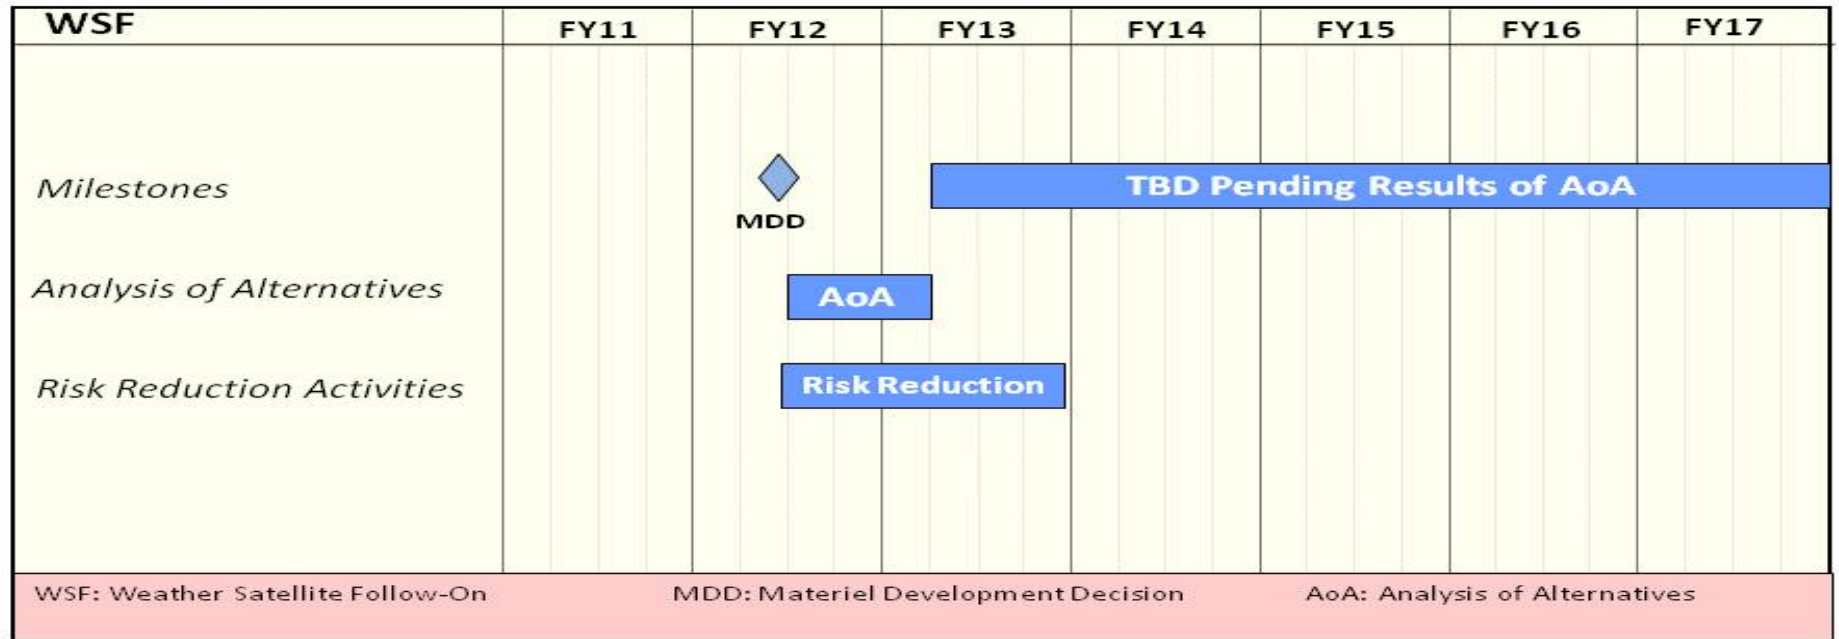 WSF FY11 FY12 FY13 FY14 FY15 FY16 FY17
Milestones TBD Pending Results of AoA
MDD
Analysis of Alternatives AoA
Risk Reduction Activities Risk Reduction
WSF: Weather Satellite Follow-On MDD: Materiel Development Decision AoA: Analysis of Alternatives